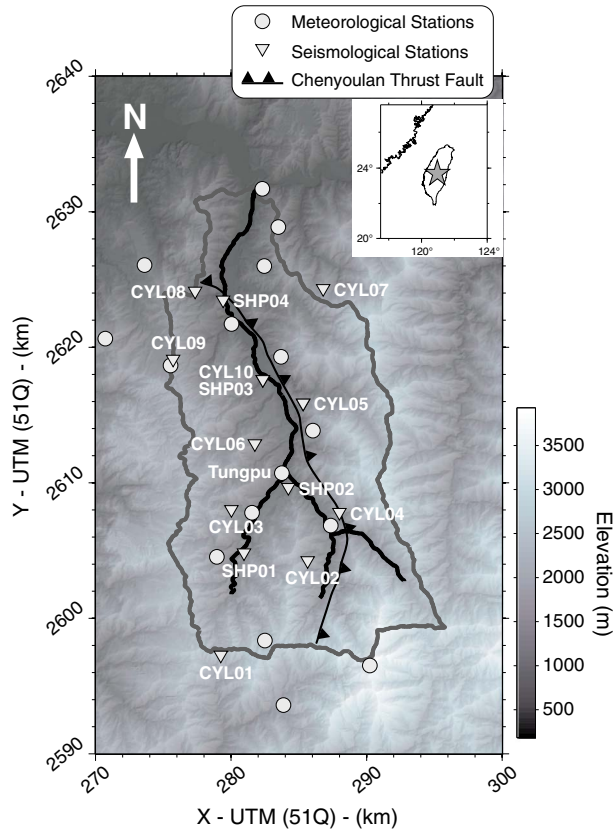 Meteorological Stations
Seismological Stations
Chenyoulan Thrust Fault
2640
N
24°
20°
120°
124°
2630
CYL08
SHP04
CYL07
2620
CYL09
CYL10
SHP03
CYL05
CYL06
2610
Tungpu
SHP02
CYL03
CYL04
SHP01
CYL02
2600
CYL01
2590
270
280
290
300
X - UTM (51Q) - (km)
Y - UTM (51Q) - (km)
3500
3000
2500
2000
1500
1000
500
Elevation (m)